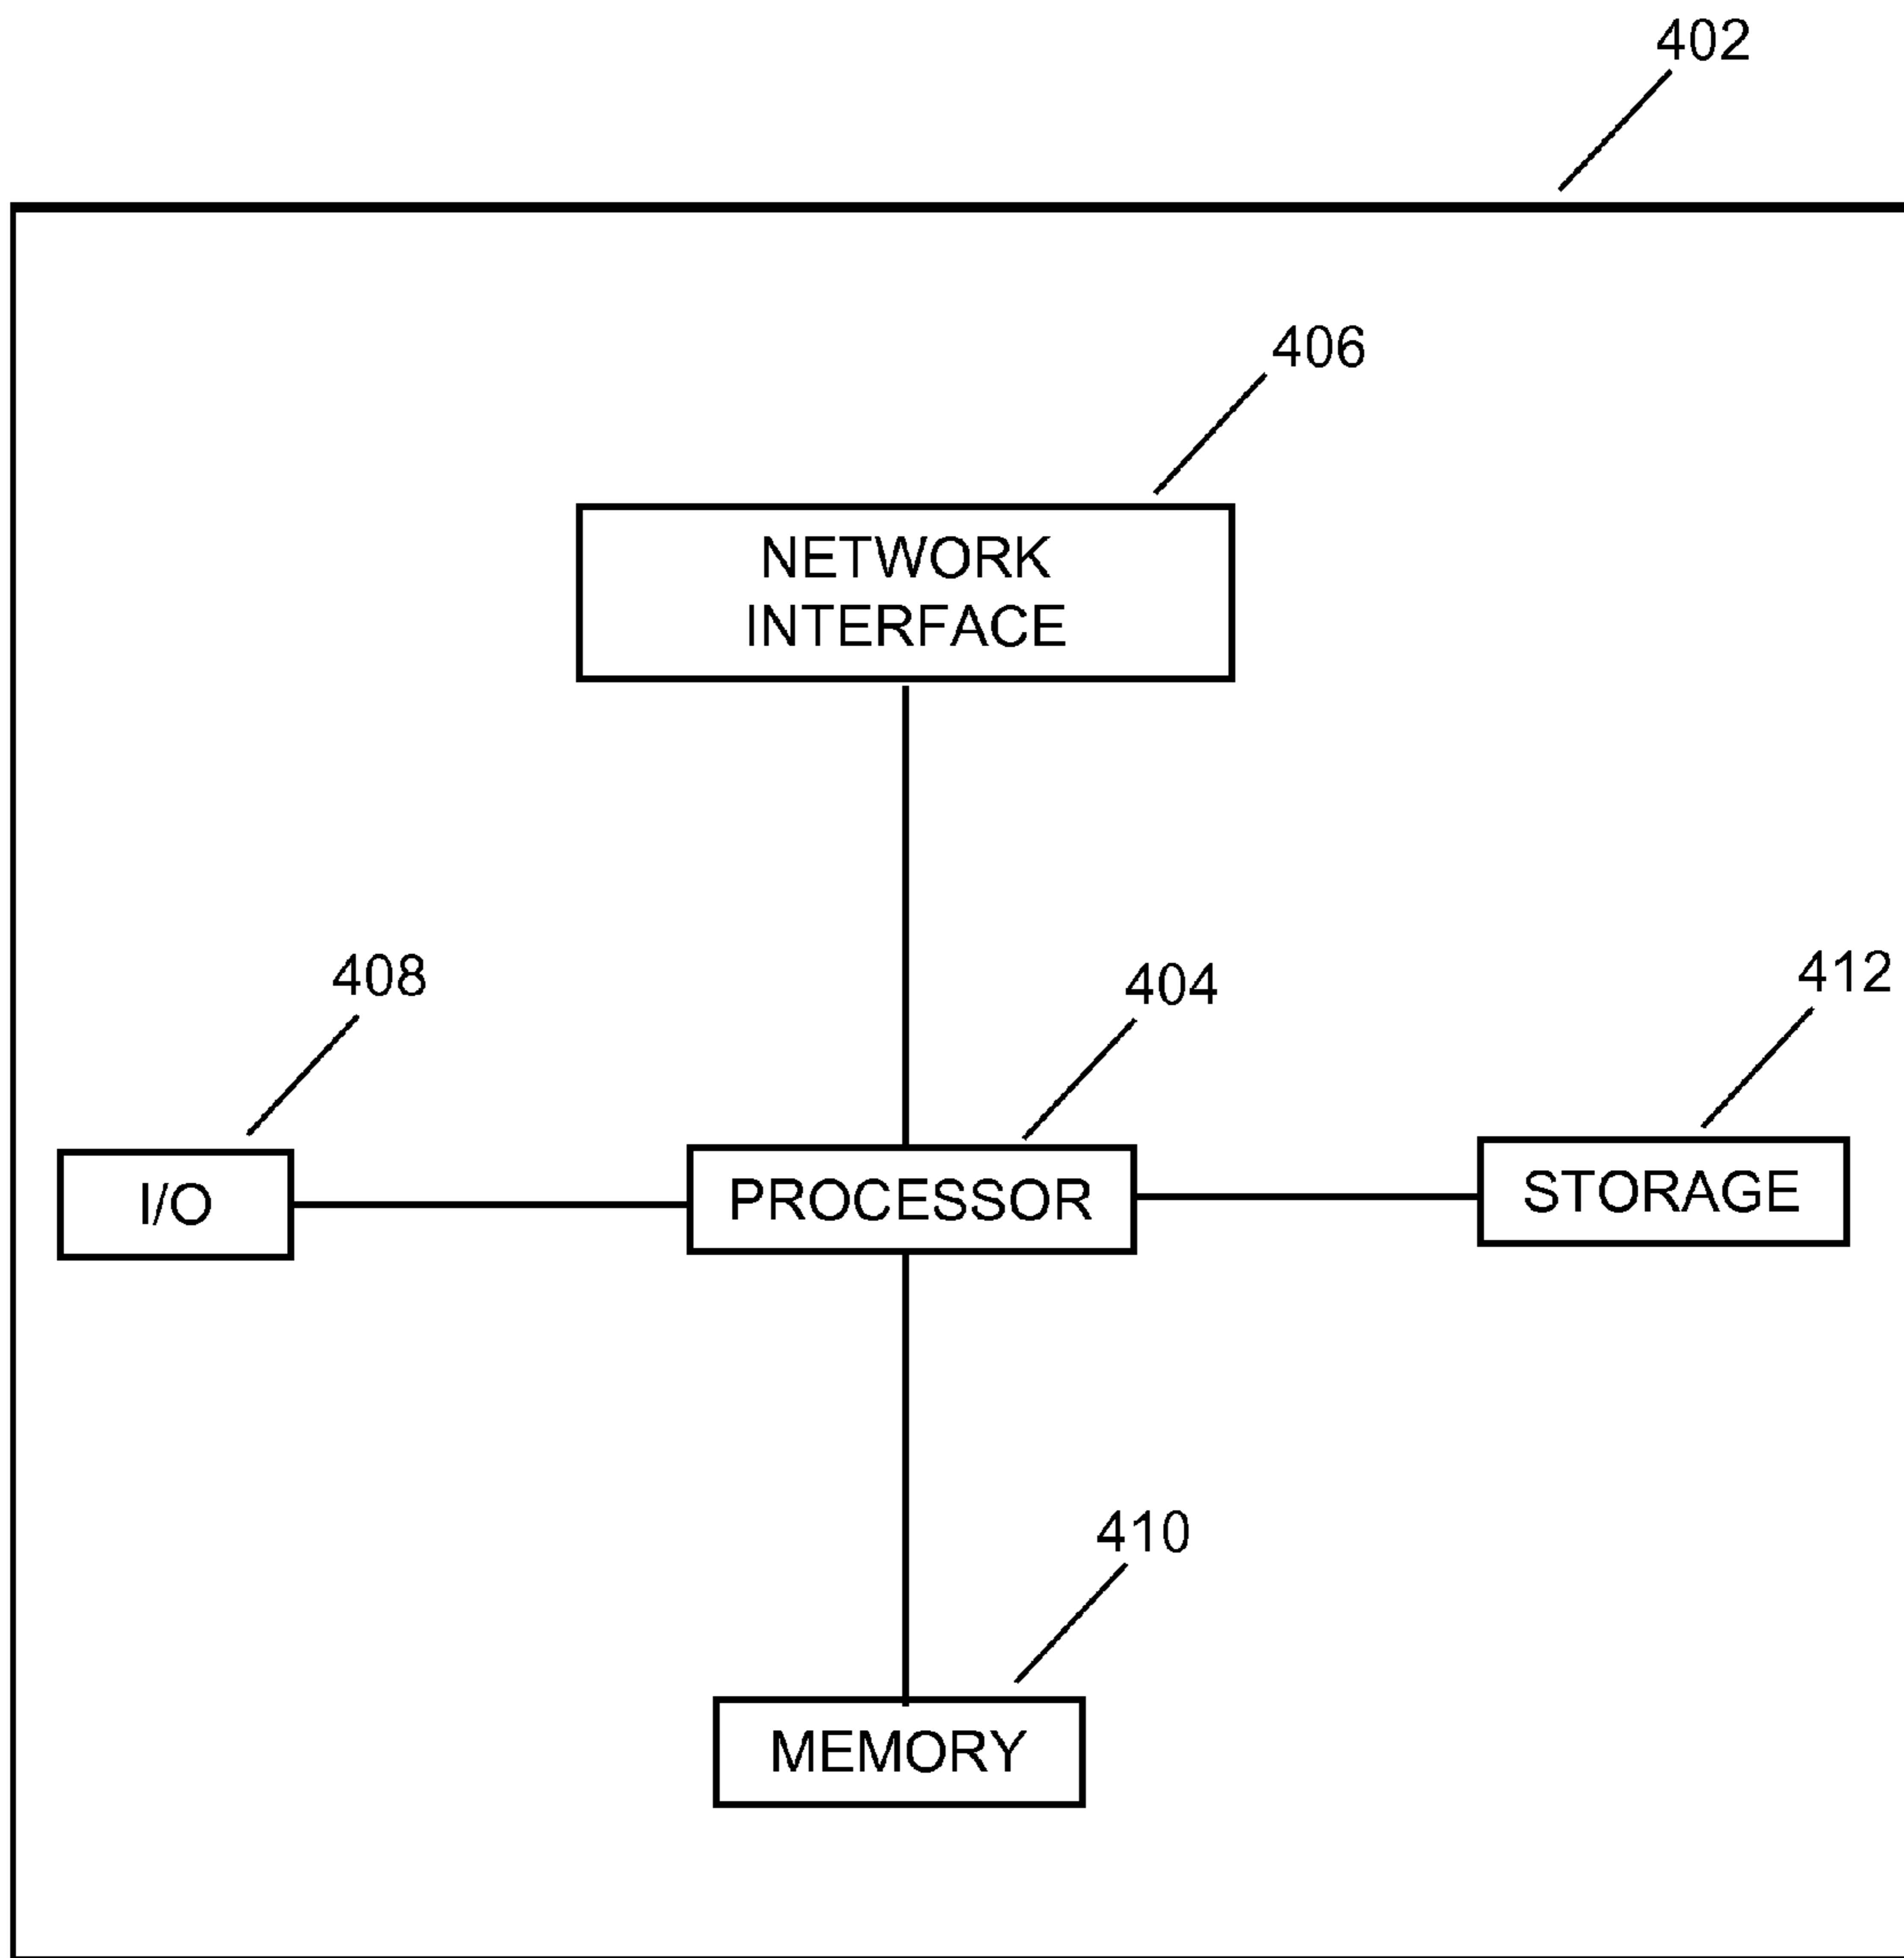 402
406
NETWORK
INTERFACE
408
404
412
I/O
PROCESSOR
STORAGE
410
MEMORY